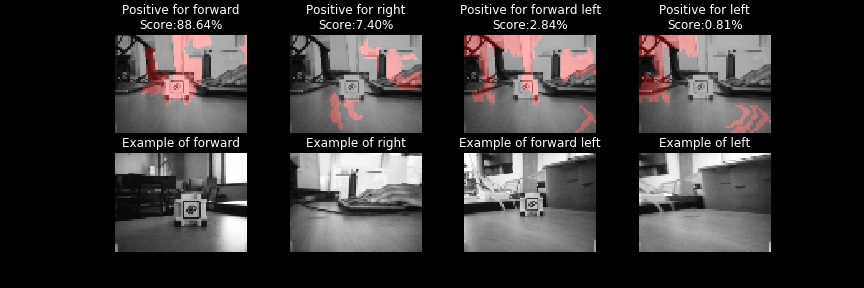 Positive for forward
Score:88.64%
Positive for right
Score:7.40%
Positive for forward left
Score:2.84%
Positive for left
Score:0.81%
Example of forward
Example of right
Example of forward left
Example of left